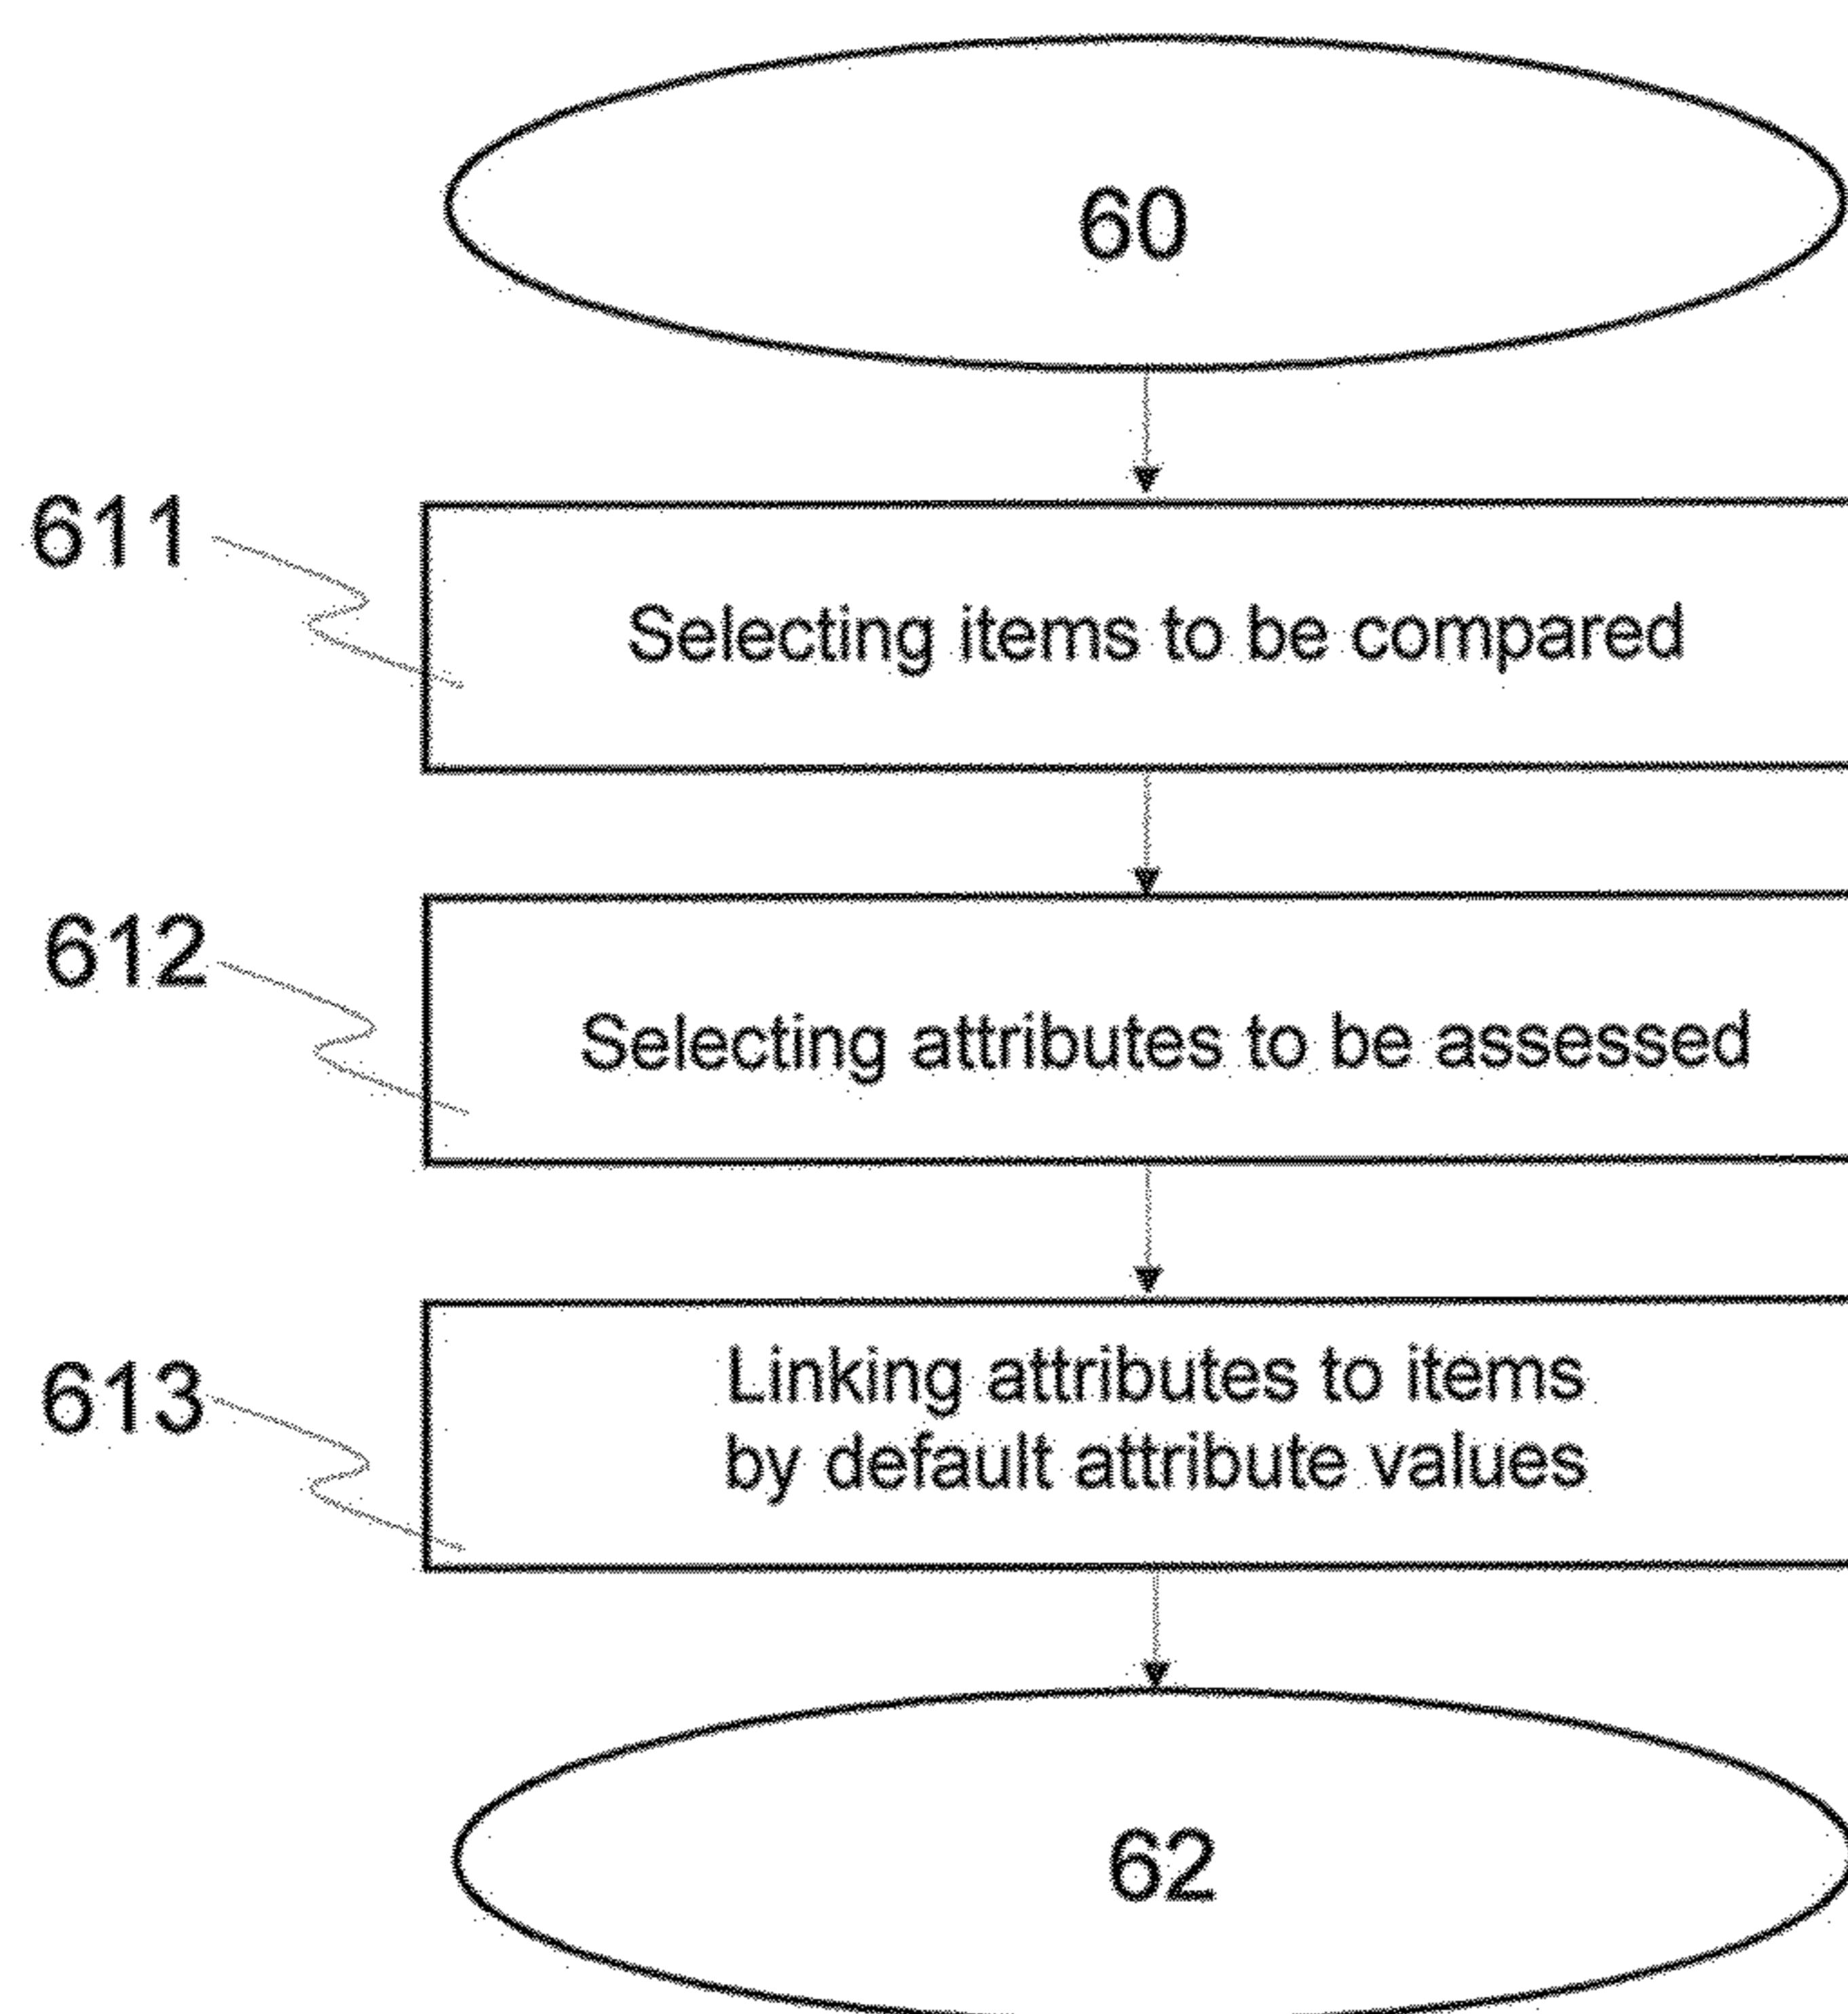 60
611
Selecting items to be compared
612
Selecting attributes to be assessed
613
Linking attributes to items
by default attribute values
62